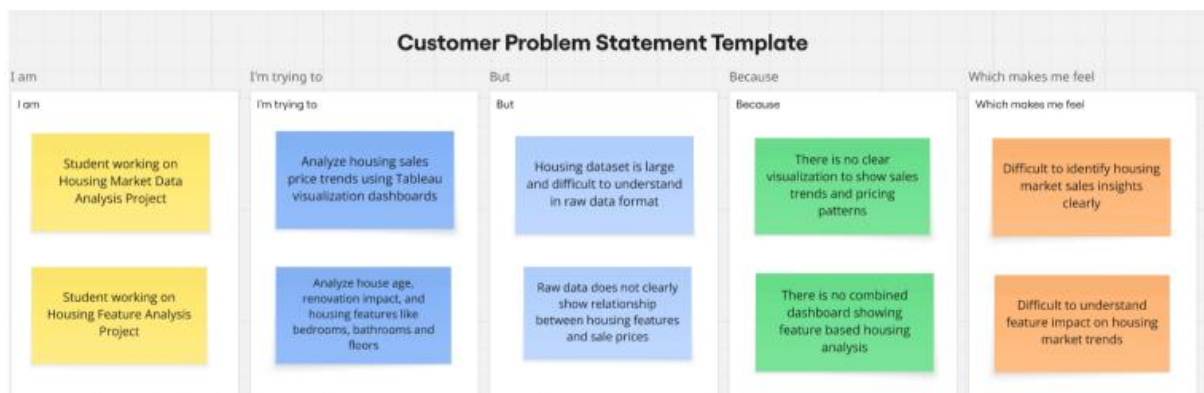 Customer Problem Statement Template
I am
I'm trying to
But
Because
Which makes me feel
I am
I'm trying to
But
Because
Which makes me feel
Student working on
Housing Market Data
Analysis Project
Analyze housing sales
price trends using Tableau
visualization dashboards
Housing dataset is large
and difficult to understand
in raw data format
There is no clear
visualization to show sales
trends and pricing
patterns
Difficult to identify housing
market sales insights
clearly
Student working on
Housing Feature Analysis
Project
Analyze house age,
renovation impact, and
housing features like
bedrooms, bathrooms and
floors
Raw data does not clearly
show relationship
between housing features
and sale prices
There is no combined
dashboard showing
feature based housing
analysis
Difficult to understand
feature impact on housing
market trends